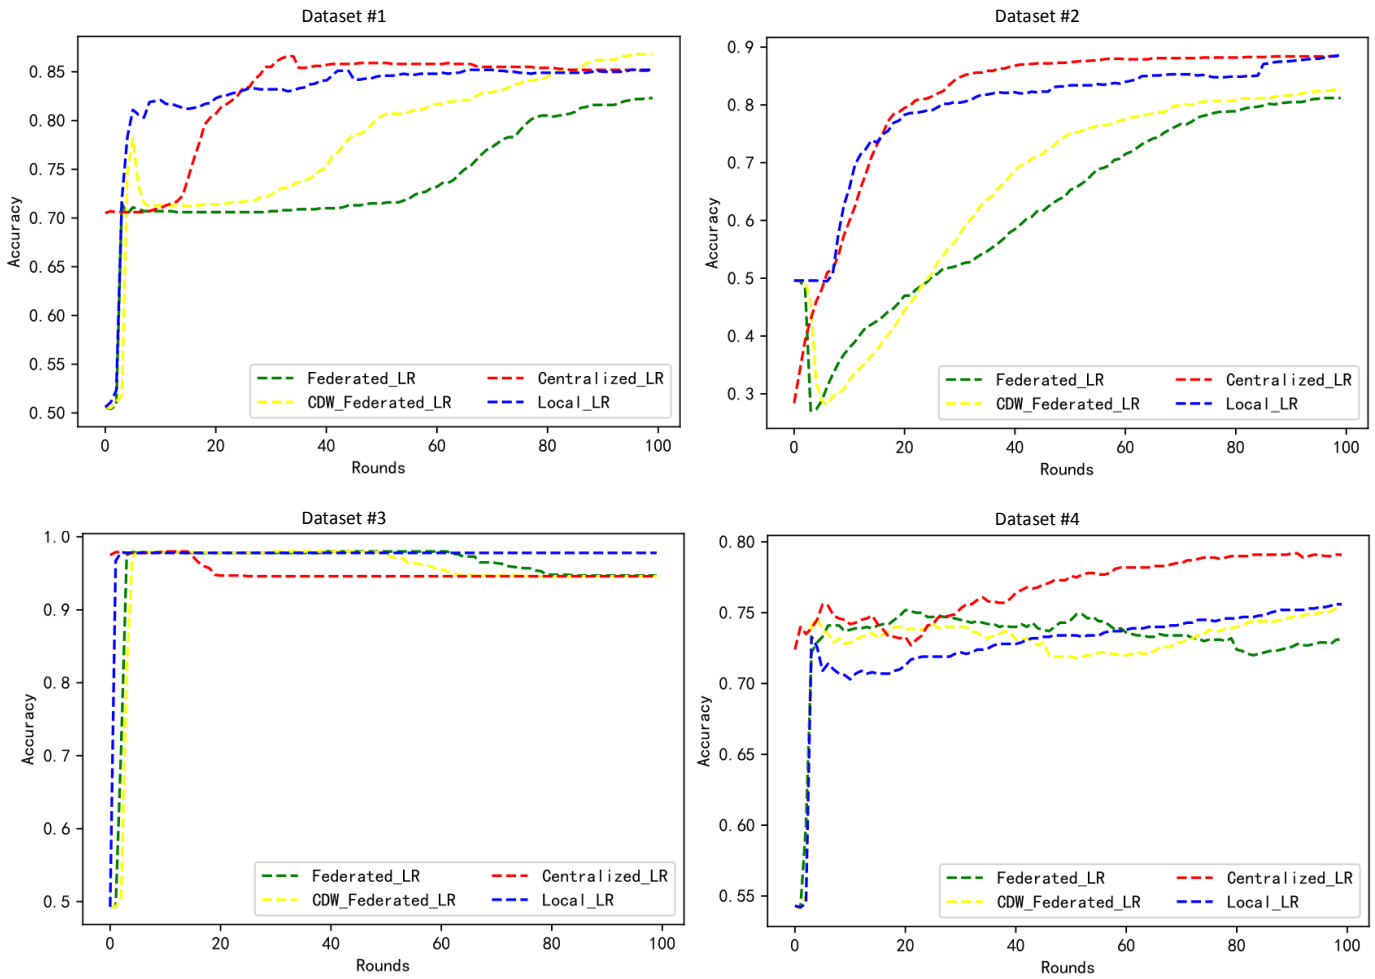 Dataset #1
0.85
0.80
0.75
0.70
0.65
0.60
0.55
0.50
Accuracy
Federated_LR
CDW_Federated_LR
Centralized_LR
Local_LR
0 20 40 60 80 100
Rounds
Dataset #2
0.9
0.8
0.7
0.6
0.5
0.4
0.3
Accuracy
Federated_LR
CDW_Federated_LR
Centralized_LR
Local_LR
0 20 40 60 80 100
Rounds
Dataset #3
1.0
0.9
0.8
0.7
0.6
0.5
Accuracy
Federated_LR
CDW_Federated_LR
Centralized_LR
Local_LR
0 20 40 60 80 100
Rounds
Dataset #4
0.80
0.75
0.70
0.65
0.60
0.55
Accuracy
Federated_LR
CDW_Federated_LR
Centralized_LR
Local_LR
0 20 40 60 80 100
Rounds